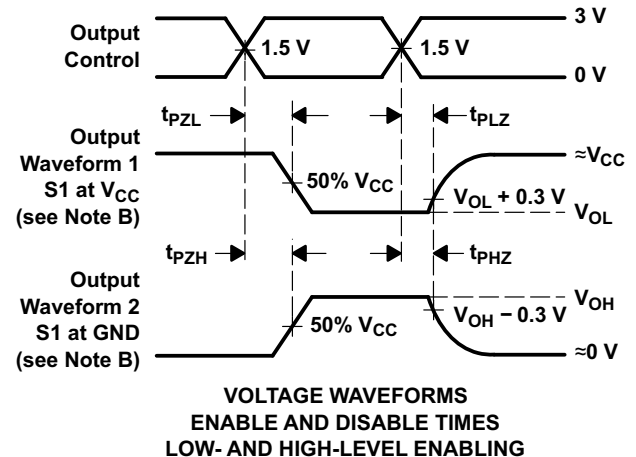 Output
Control
1.5 V
1.5 V
3 V
0 V
tPZL
tPLZ
Output
Waveform 1
S1 at VCC
(see Note B)
50% VCC
≈VCC
VOL + 0.3 V
VOL
tPZH
tPHZ
Output
Waveform 2
S1 at GND
(see Note B)
50% VCC
VOH
VOH − 0.3 V
≈0 V
VOLTAGE WAVEFORMS
ENABLE AND DISABLE TIMES
LOW- AND HIGH-LEVEL ENABLING